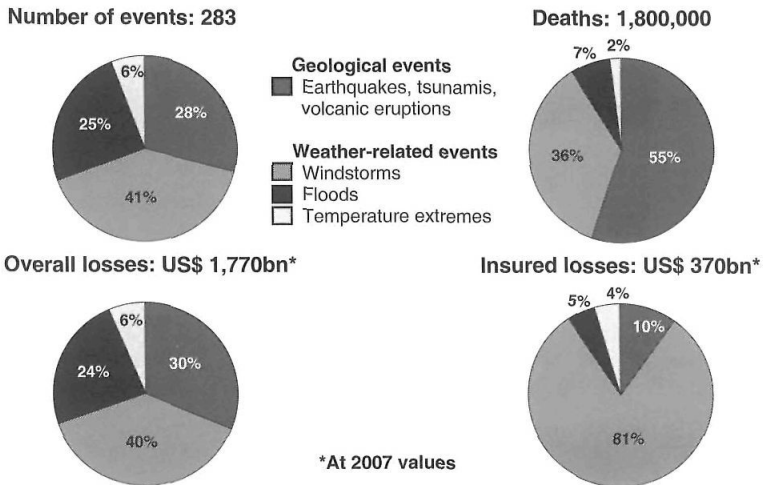 Number of events: 283
6%
28%
25%
41%
Geological events
Earthquakes, tsunamis,
volcanic eruptions
Weather-related events
Windstorms
Floods
Temperature extremes
Deaths: 1,800,000
2%
7%
36%
55%
Overall losses: US$ 1,770bn*
6%
30%
24%
40%
Insured losses: US$ 370bn*
4%
5%
10%
81%
*At 2007 values